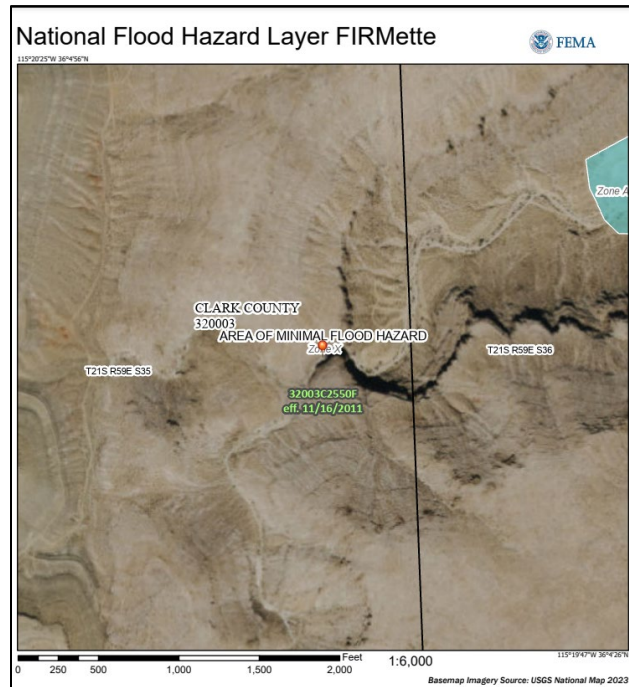 National Flood Hazard Layer FIRMette
FEMA
115°20'25"W 36°4'56"N
Zone A
CLARK COUNTY
320003
AREA OF MINIMAL FLOOD HAZARD
Zone X
T21S R59E S35
T21S R59E S36
32003C2550F
eff. 11/16/2011
Feet
0 250 500 1,000 1,500 2,000
1:6,000
115°19'47"W 36°4'26"N
Basemap Imagery Source: USGS National Map 2023